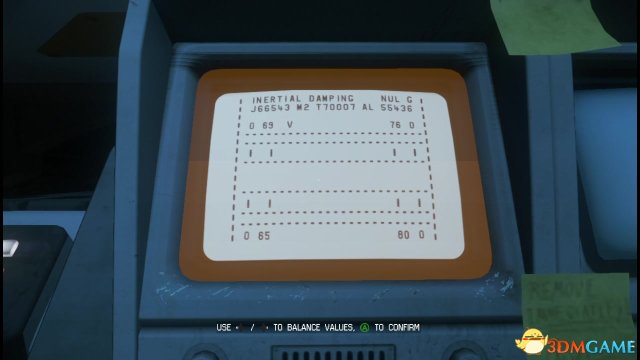 INERTIAL DAMPING NUL G
J66543 M2 T70007 AL 55436
0 69 V 76 0
0 65 80 0
REMOVE
USE / TO BALANCE VALUES, A TO CONFIRM
3DMGAME